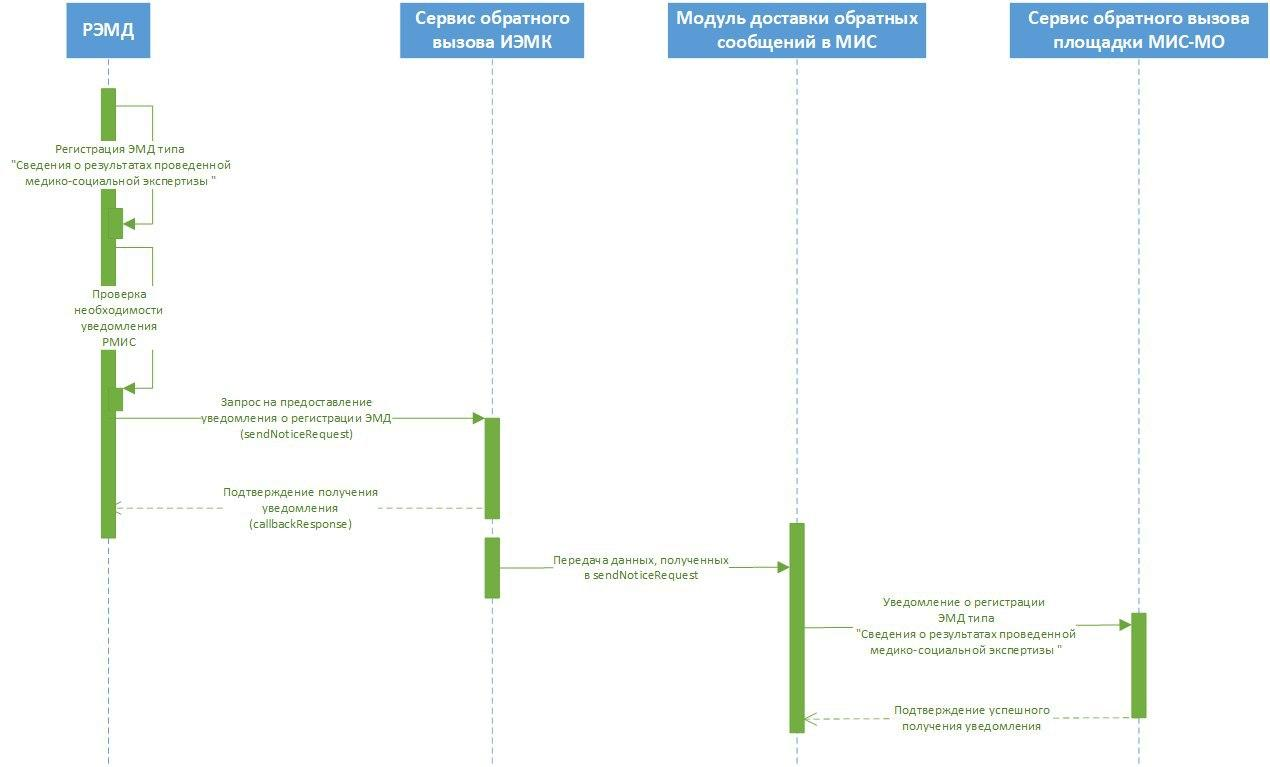 РЭМД
Сервис обратного
вызова ИЭМК
Модуль доставки обратных
сообщений в МИС
Сервис обратного вызова
площадки МИС-МО
Регистрация ЭМД типа
"Сведения о результатах проведенной
медико-социальной экспертизы "
Проверка
необходимости
уведомления
РМИС
Запрос на предоставление
уведомления о регистрации ЭМД
(sendNoticeRequest)
Подтверждение получения
уведомления
(callbackResponse)
Передача данных, полученных
в sendNoticeRequest
Уведомление о регистрации
ЭМД типа
"Сведения о результатах проведенной
медико-социальной экспертизы "
Подтверждение успешного
получения уведомления